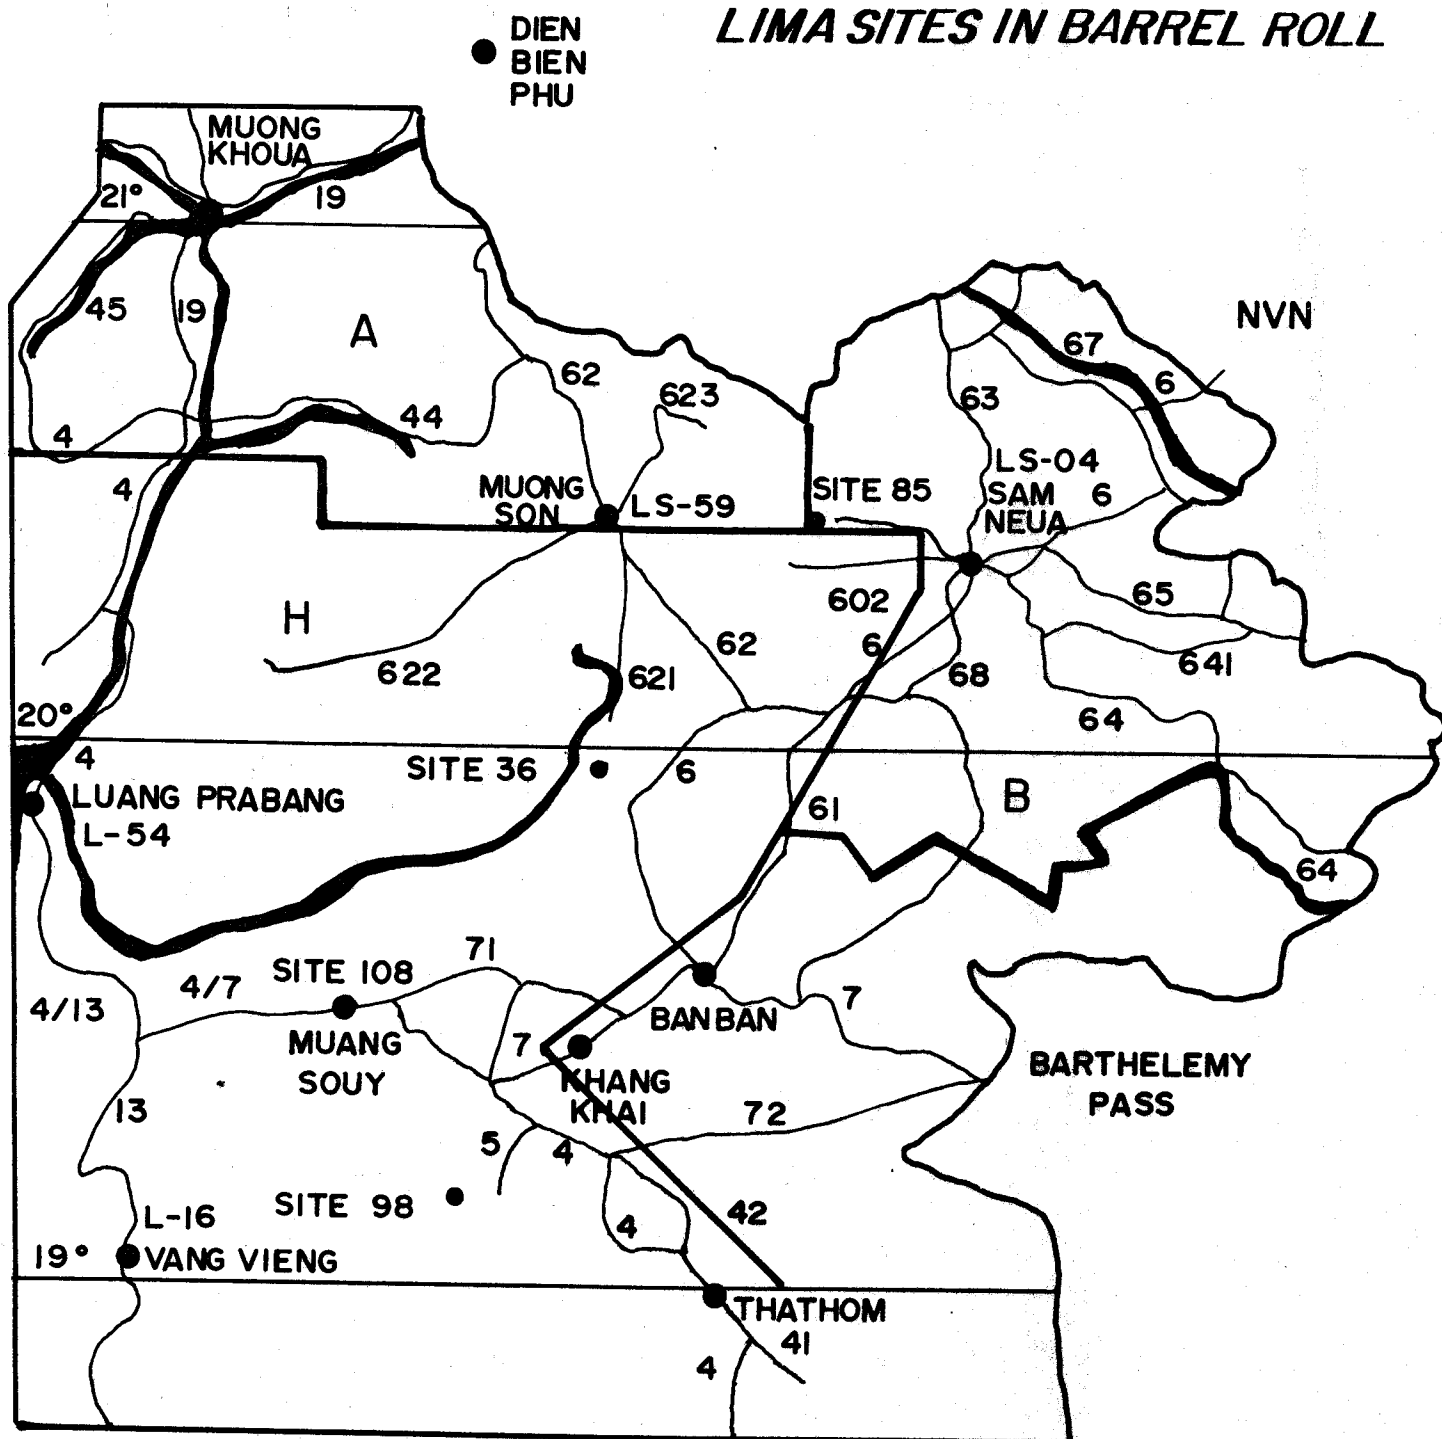 LIMA SITES IN BARREL ROLL
DIEN
BIEN
PHU
MUONG
KHOUA
21°
19
45
19
A
NVN
67
6
62
623
63
44
4
4
LS-04
SAM
NEUA
6
SITE 85
MUONG
SON
LS-59
602
65
H
62
6
641
622
621
68
64
20°
4
SITE 36
6
LUANG PRABANG
L-54
61
B
64
71
SITE 108
4/7
4/13
7
BANBAN
MUANG
SOUY
7
KHANG
KHAI
BARTHELEMY
PASS
13
72
5
4
SITE 98
L-16
42
4
19°
VANG VIENG
THATHOM
41
4